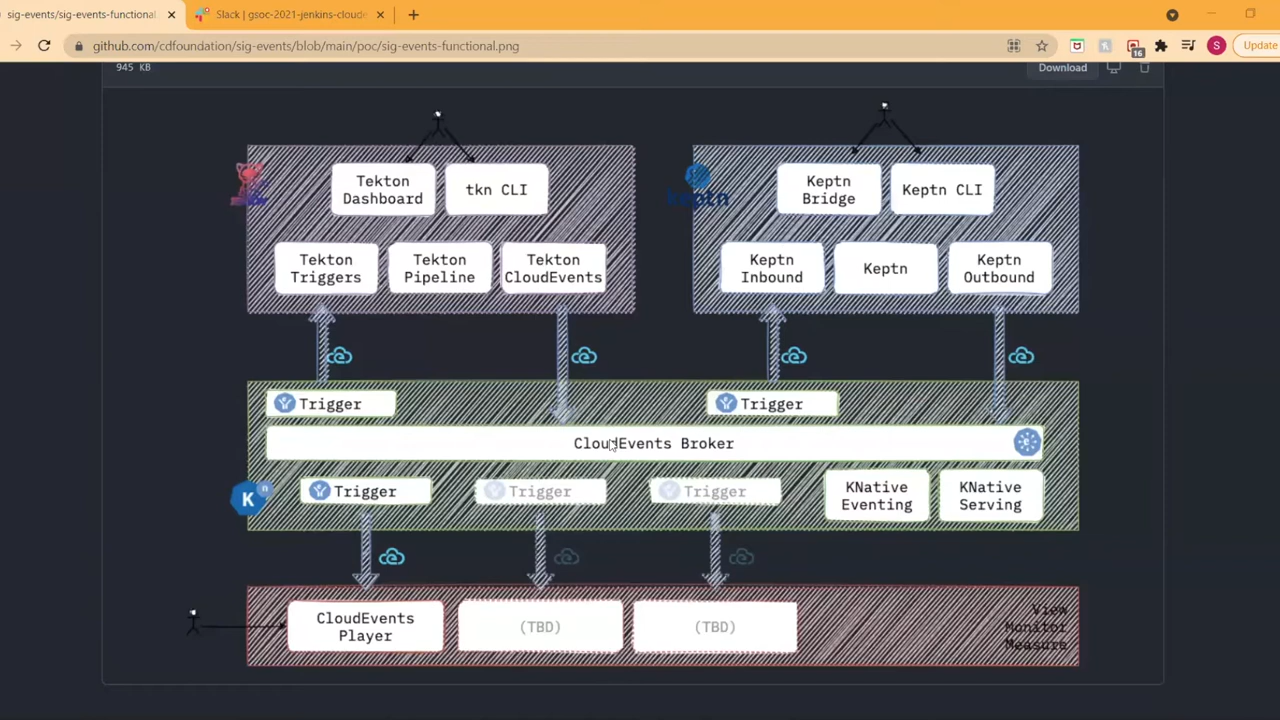 sig-events/sig-events-functional
Slack | gsoc-2021-jenkins-cloude
github.com/cdfoundation/sig-events/blob/main/poc/sig-events-functional.png
16
S
Update
945 KB
Download
Tekton
Dashboard
tkn CLI
Keptn
Bridge
Keptn CLI
keptn
Tekton
Triggers
Tekton
Pipeline
Tekton
CloudEvents
Keptn
Inbound
Keptn
Keptn
Outbound
Trigger
Trigger
CloudEvents Broker
e
K
n
Trigger
Trigger
Trigger
KNative
Eventing
KNative
Serving
CloudEvents
Player
(TBD)
(TBD)
View
Monitor
Measure